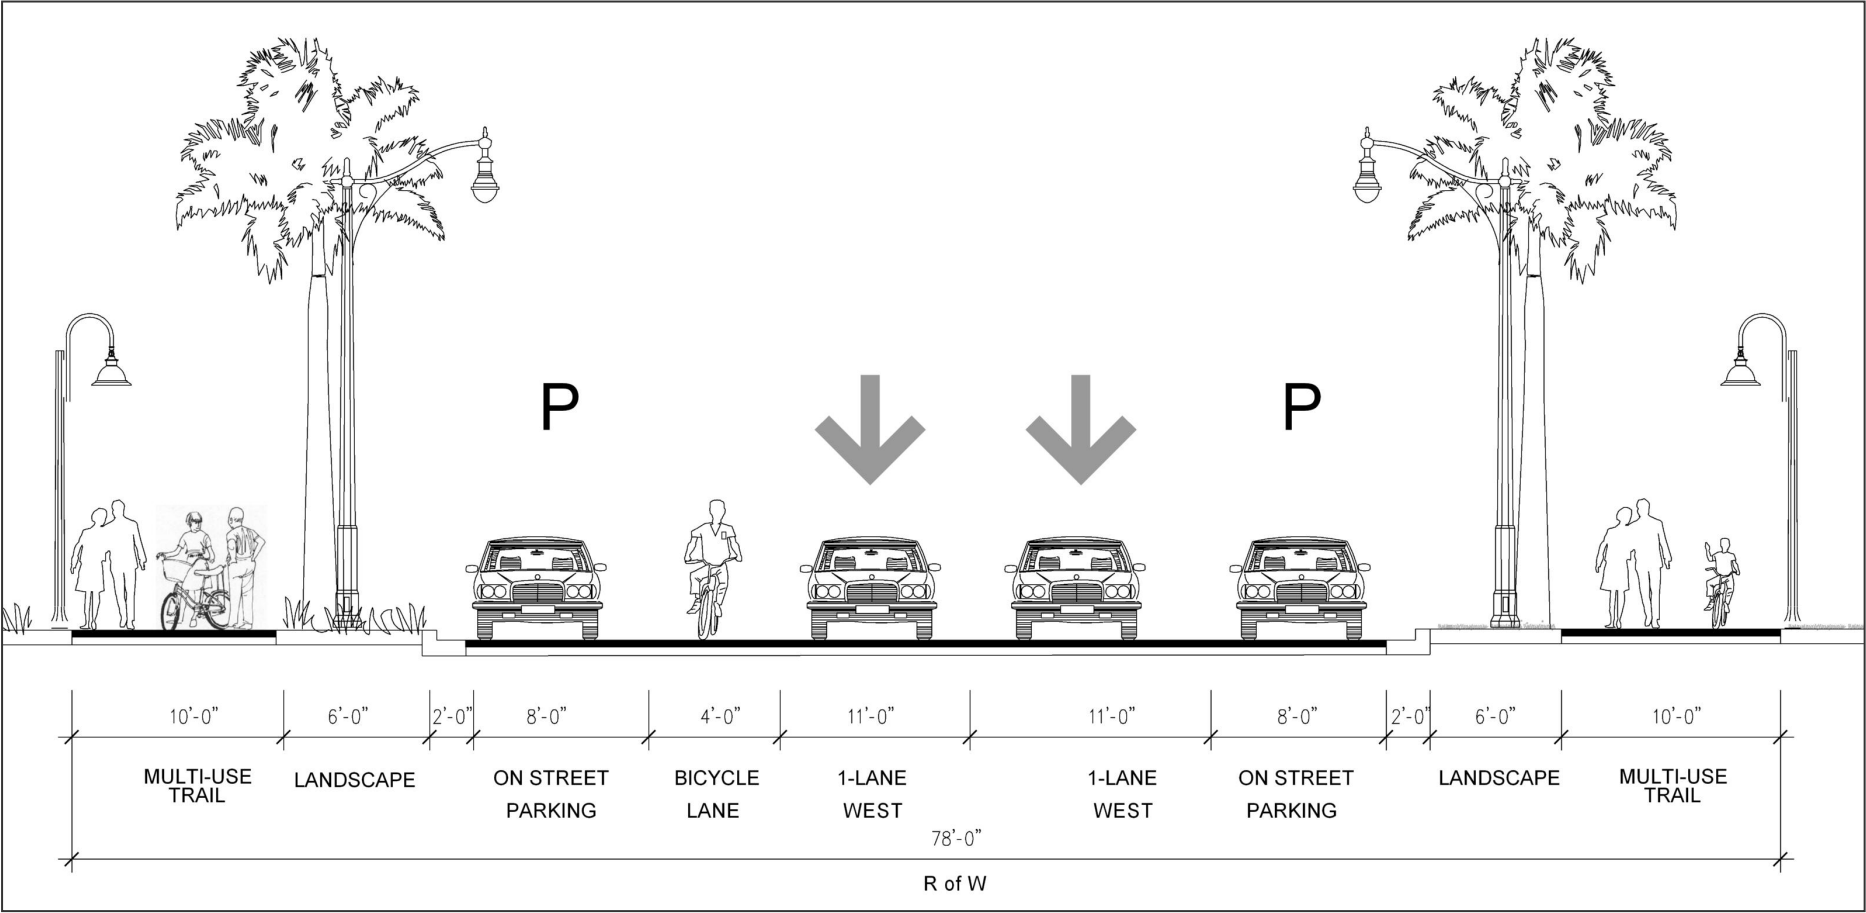 P
P
10'-0"
6'-0"
2'-0"
8'-0"
4'-0"
11'-0"
11'-0"
8'-0"
2'-0"
6'-0"
10'-0"
MULTI-USE
TRAIL
LANDSCAPE
ON STREET
PARKING
BICYCLE
LANE
1-LANE
WEST
1-LANE
WEST
ON STREET
PARKING
LANDSCAPE
MULTI-USE
TRAIL
78'-0"
R of W